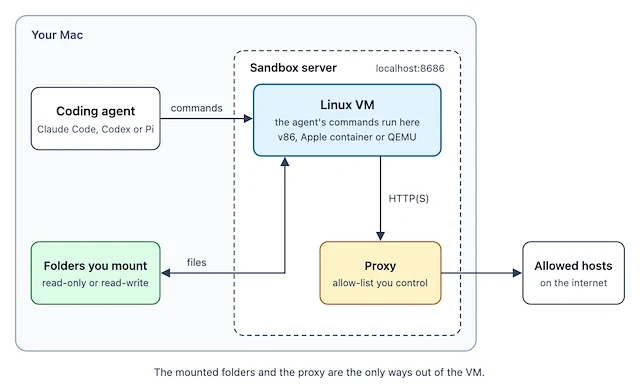 Your Mac
Sandbox server
localhost:8686
Coding agent
Claude Code, Codex or Pi
commands
Linux VM
the agent's commands run here
v86, Apple container or QEMU
HTTP(S)
Folders you mount
read-only or read-write
files
Proxy
allow-list you control
Allowed hosts
on the internet
The mounted folders and the proxy are the only ways out of the VM.